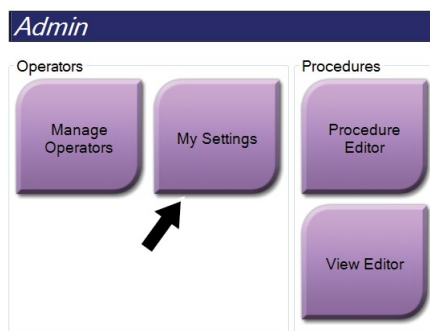 Admin
Operators
Manage
Operators
My Settings
Procedures
Procedure
Editor
View Editor